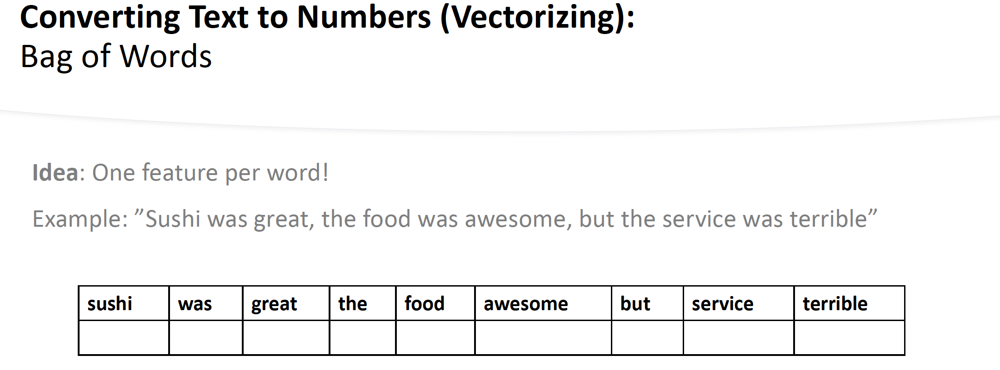 Converting Text to Numbers (Vectorizing):
Bag of Words
Idea: One feature per word!
Example: ”Sushi was great, the food was awesome, but the service was terrible”
sushi was great the food awesome but service terrible